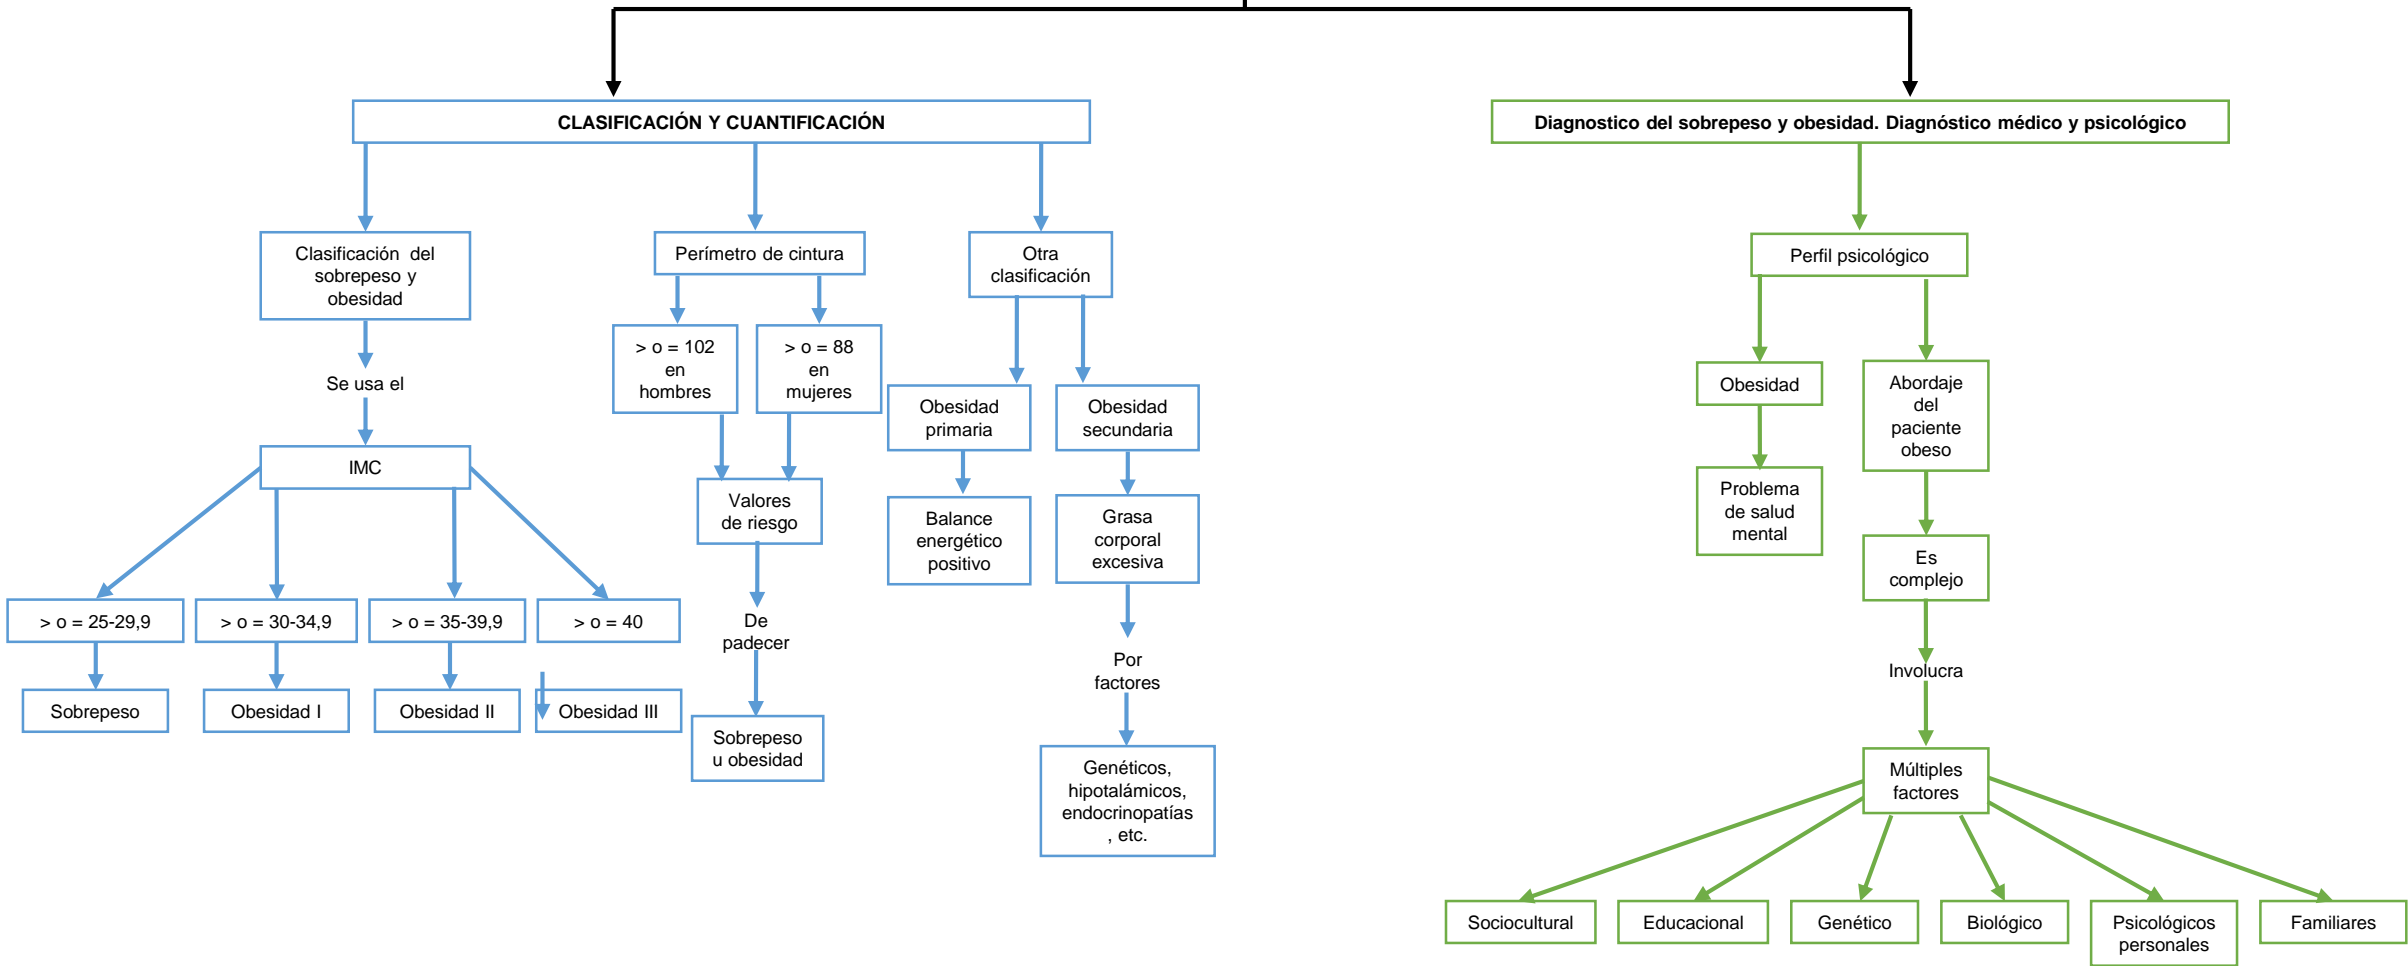 CLASIFICACIÓN Y CUANTIFICACIÓN
Clasificación del
sobrepeso y
obesidad
Se usa el
IMC
> o = 25-29,9
> o = 30-34,9
> o = 35-39,9
> o = 40
Sobrepeso
Obesidad I
Obesidad II
Obesidad III
Perímetro de cintura
> o = 102
en
hombres
> o = 88
en
mujeres
Valores
de riesgo
De
padecer
Sobrepeso
u obesidad
Otra
clasificación
Obesidad
primaria
Balance
energético
positivo
Obesidad
secundaria
Grasa
corporal
excesiva
Por
factores
Genéticos,
hipotalámicos,
endocrinopatías
, etc.
Diagnostico del sobrepeso y obesidad. Diagnóstico médico y psicológico
Perfil psicológico
Obesidad
Problema
de salud
mental
Abordaje
del
paciente
obeso
Es
complejo
Involucra
Múltiples
factores
Sociocultural
Educacional
Genético
Biológico
Psicológicos
personales
Familiares